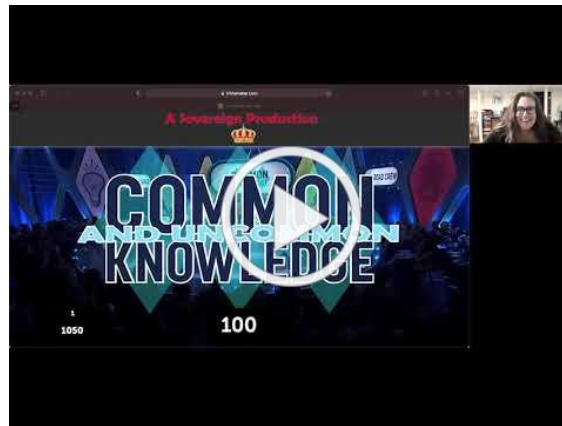 A Sovereign Production
COMMON
AND UNCOMMON
KNOWLEDGE
1
1050
100